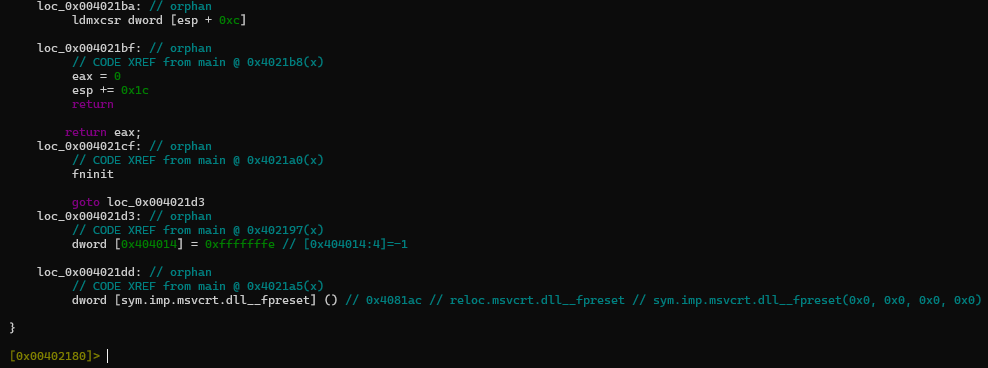 loc_0x004021ba: // orphan
ldmxcsr dword [esp + 0xc]
loc_0x004021bf: // orphan
// CODE XREF from main @ 0x4021b8(x)
eax = 0
esp += 0x1c
return
return eax;
loc_0x004021cf: // orphan
// CODE XREF from main @ 0x4021a0(x)
fninit
goto loc_0x004021d3
loc_0x004021d3: // orphan
// CODE XREF from main @ 0x402197(x)
dword [0x404014] = 0xfffffffe // [0x404014:4]=-1
loc_0x004021dd: // orphan
// CODE XREF from main @ 0x4021a5(x)
dword [sym.imp.msvcrt.dll__fpreset] () // 0x4081ac // reloc.msvcrt.dll__fpreset // sym.imp.msvcrt.dll__fpreset(0x0, 0x0, 0x0, 0x0)
}
[0x00402180]>